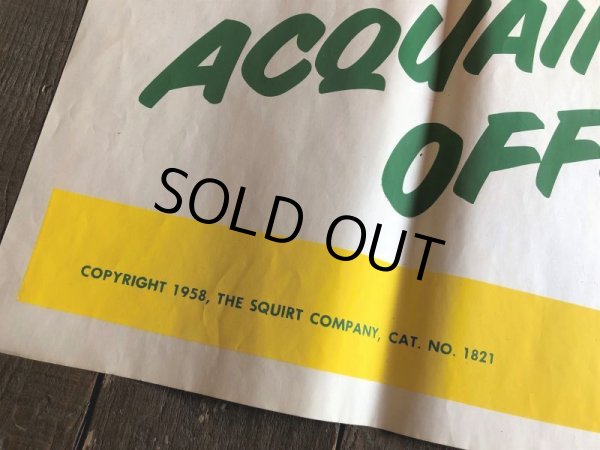 ACQUAI
OFF
SOLD OUT
COPYRIGHT 1958, THE SQUIRT COMPANY, CAT. NO. 1821